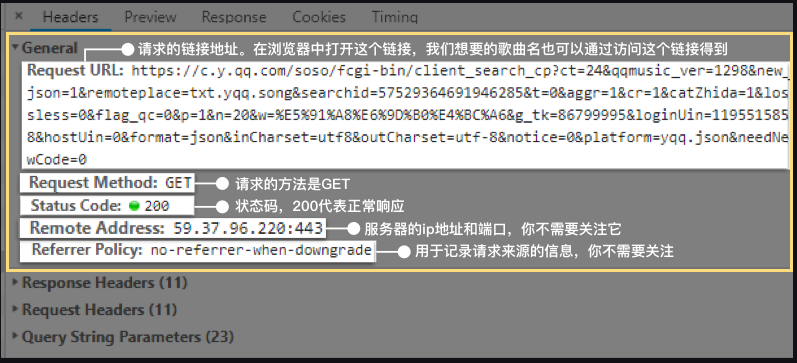 × Headers Preview Response Cookies Timing
▼General 请求的链接地址。在浏览器中打开这个链接，我们想要的歌曲名也可以通过访问这个链接得到
Request URL: https://c.y.qq.com/soso/fcgi-bin/client_search_cp?ct=24&qqmusic_ver=1298&new_
json=1&remoteplace=txt.yqq.song&searchid=57529364691946285&t=0&aggr=1&cr=1&catZhida=1&los
sless=0&flag_qc=0&p=1&n=20&w=%E5%91%A8%E6%9D%B0%E4%BC%A6&g_tk=86799995&loginUin=119551585
8&hostUin=0&format=json&inCharset=utf8&outCharset=utf-8&notice=0&platform=yqq.json&needNe
wCode=0
Request Method: GET 请求的方法是GET
Status Code: 200 状态码，200代表正常响应
Remote Address: 59.37.96.220:443 服务器的ip地址和端口，你不需要关注它
Referrer Policy: no-referrer-when-downgrade 用于记录请求来源的信息，你不需要关注
▶Response Headers (11)
▶Request Headers (11)
▶Query String Parameters (23)